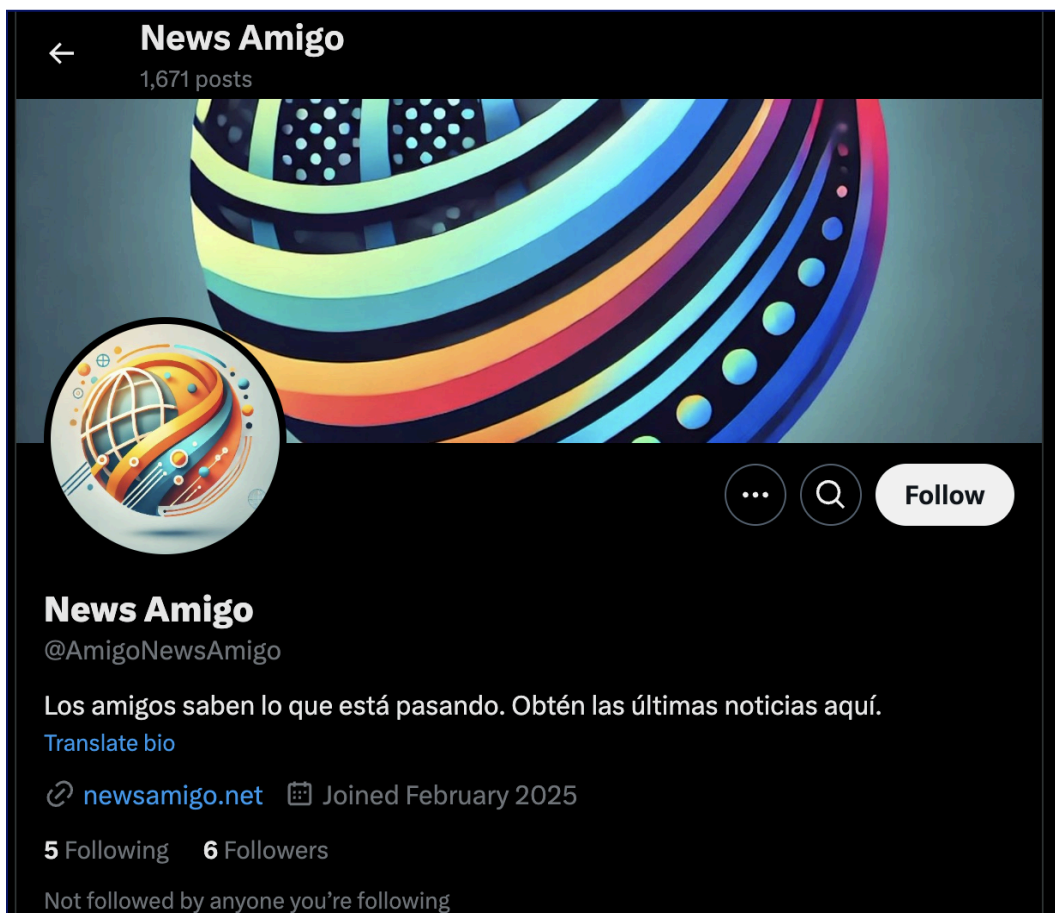 News Amigo
1,671 posts
Follow
News Amigo
@AmigoNewsAmigo
Los amigos saben lo que está pasando. Obtén las últimas noticias aquí.
Translate bio
newsamigo.net Joined February 2025
5 Following 6 Followers
Not followed by anyone you’re following